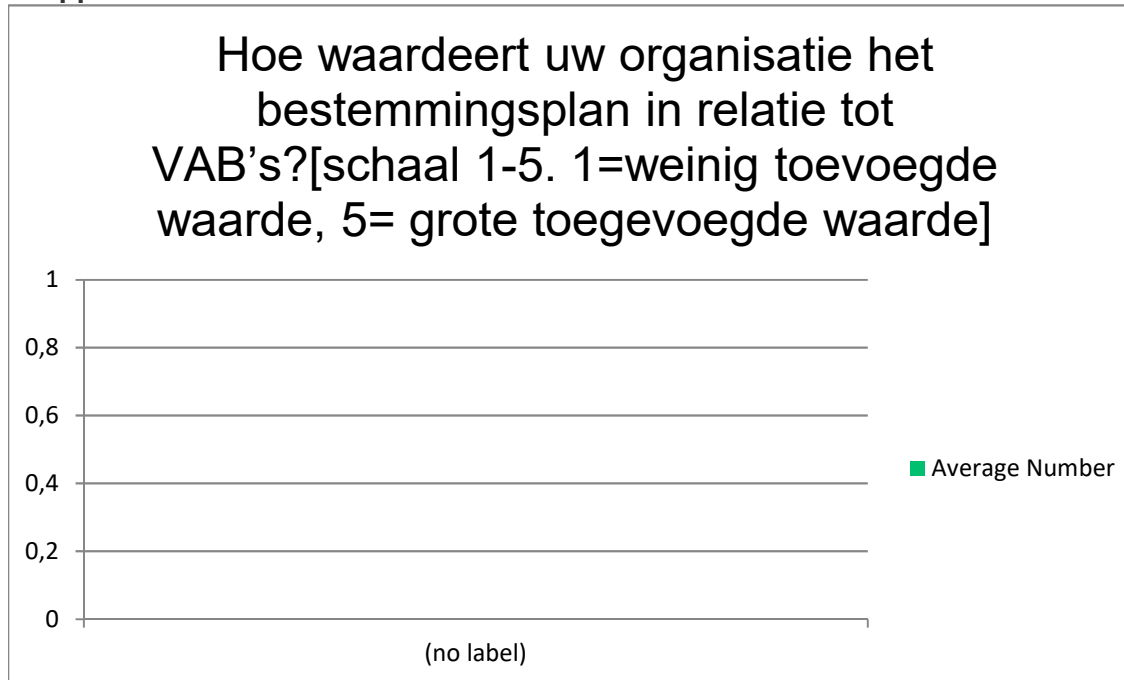 Hoe waardeert uw organisatie het
bestemmingsplan in relatie tot
VAB’s?[schaal 1-5. 1=weinig toevoegde
waarde, 5= grote toegevoegde waarde]
1
0,8
0,6
0,4
0,2
0
(no label)
Average Number